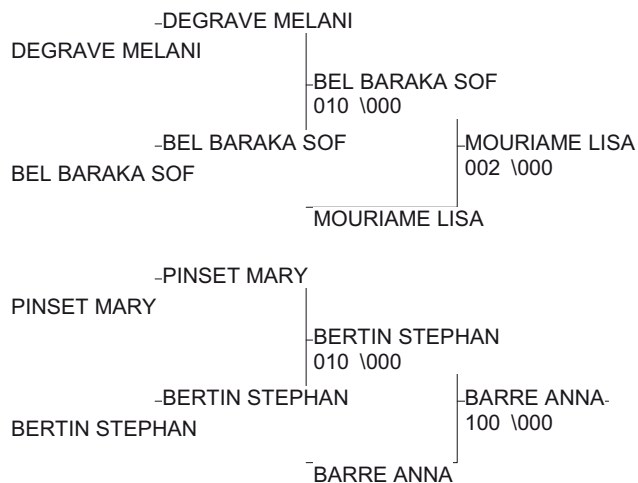 DEGRAVE MELANI
DEGRAVE MELANI
BEL BARAKA SOF
010 \000
BEL BARAKA SOF
MOURIAME LISA
002 \000
BEL BARAKA SOF
MOURIAME LISA
PINSET MARY
PINSET MARY
BERTIN STEPHAN
010 \000
BERTIN STEPHAN
BARRE ANNA
100 \000
BERTIN STEPHAN
BARRE ANNA